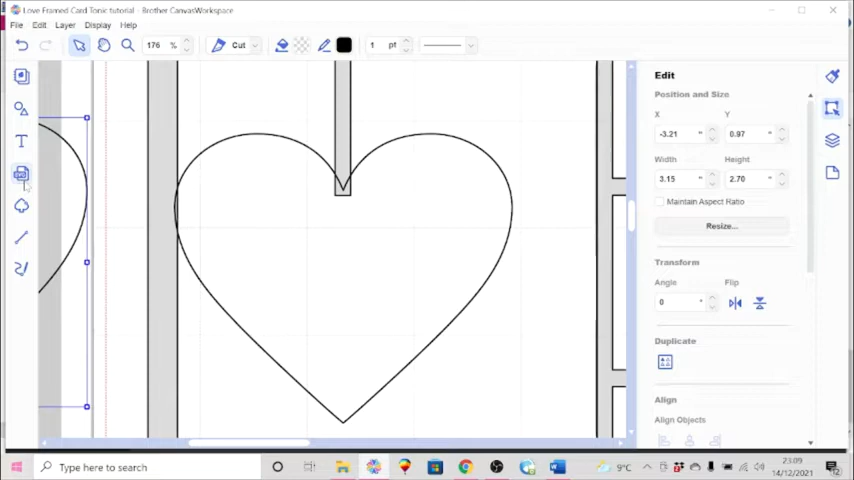 Love Framed Card Tonic tutorial - Brother CanvasWorkspace
File Edit Layer Display Help
176 % Cut 1 pt
Edit
Position and Size
X Y
-3.21 " 0.97 "
Width Height
3.15 " 2.70 "
Maintain Aspect Ratio
Resize...
Transform
Angle Flip
0 °
Duplicate
Align
Align Objects
T
SVG
Type here to search
9°C
23:09
14/12/2021